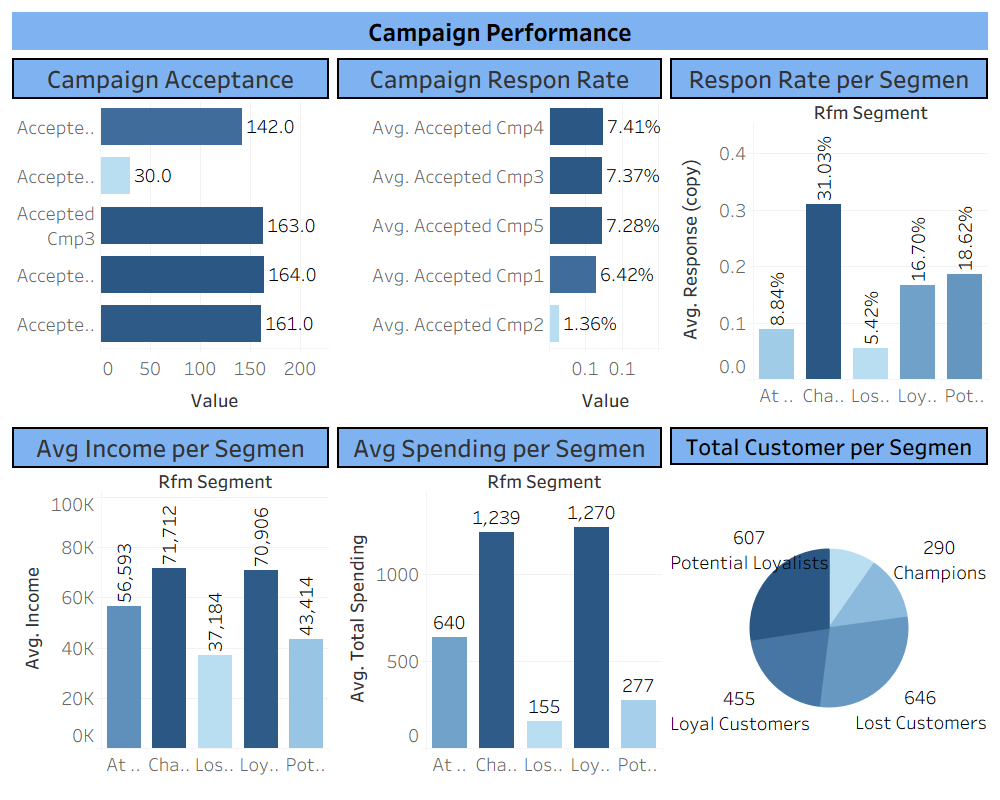 Campaign Performance
Campaign Acceptance
Accepte..
142.0
Accepte..
30.0
Accepted
Cmp3
163.0
Accepte..
164.0
Accepte..
161.0
0 50 100 150 200
Value
Campaign Respon Rate
Avg. Accepted Cmp4 7.41%
Avg. Accepted Cmp3 7.37%
Avg. Accepted Cmp5 7.28%
Avg. Accepted Cmp1 6.42%
Avg. Accepted Cmp2 1.36%
0.1 0.1
Value
Respon Rate per Segmen
Rfm Segment
Avg. Response (copy)
0.4
0.3
0.2
0.1
0.0
8.84%
31.03%
5.42%
16.70%
18.62%
At .. Cha.. Los.. Loy.. Pot..
Avg Income per Segmen
Rfm Segment
Avg. Income
100K
80K
60K
40K
20K
0K
56,593
71,712
37,184
70,906
43,414
At .. Cha.. Los.. Loy.. Pot..
Avg Spending per Segmen
Rfm Segment
Avg. Total Spending
1000
500
0
640
1,239
155
1,270
277
At .. Cha.. Los.. Loy.. Pot..
Total Customer per Segmen
607
Potential Loyalists
290
Champions
455
Loyal Customers
646
Lost Customers